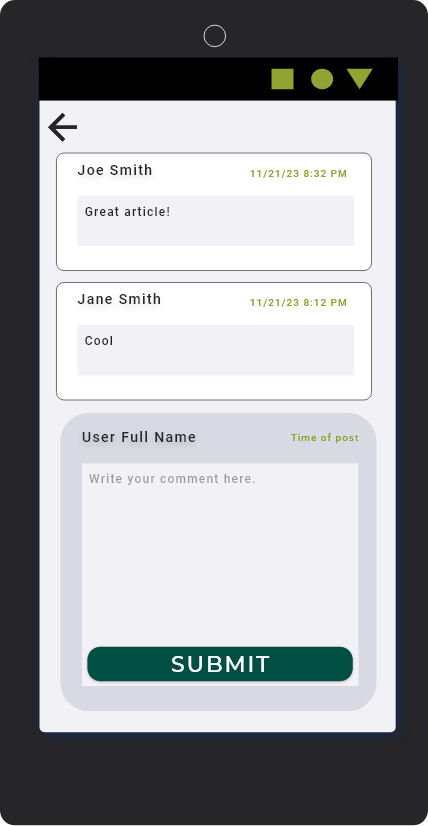 Joe Smith
11/21/23 8:32 PM
Great article!
Jane Smith
11/21/23 8:12 PM
Cool
User Full Name
Time of post
Write your comment here.
SUBMIT